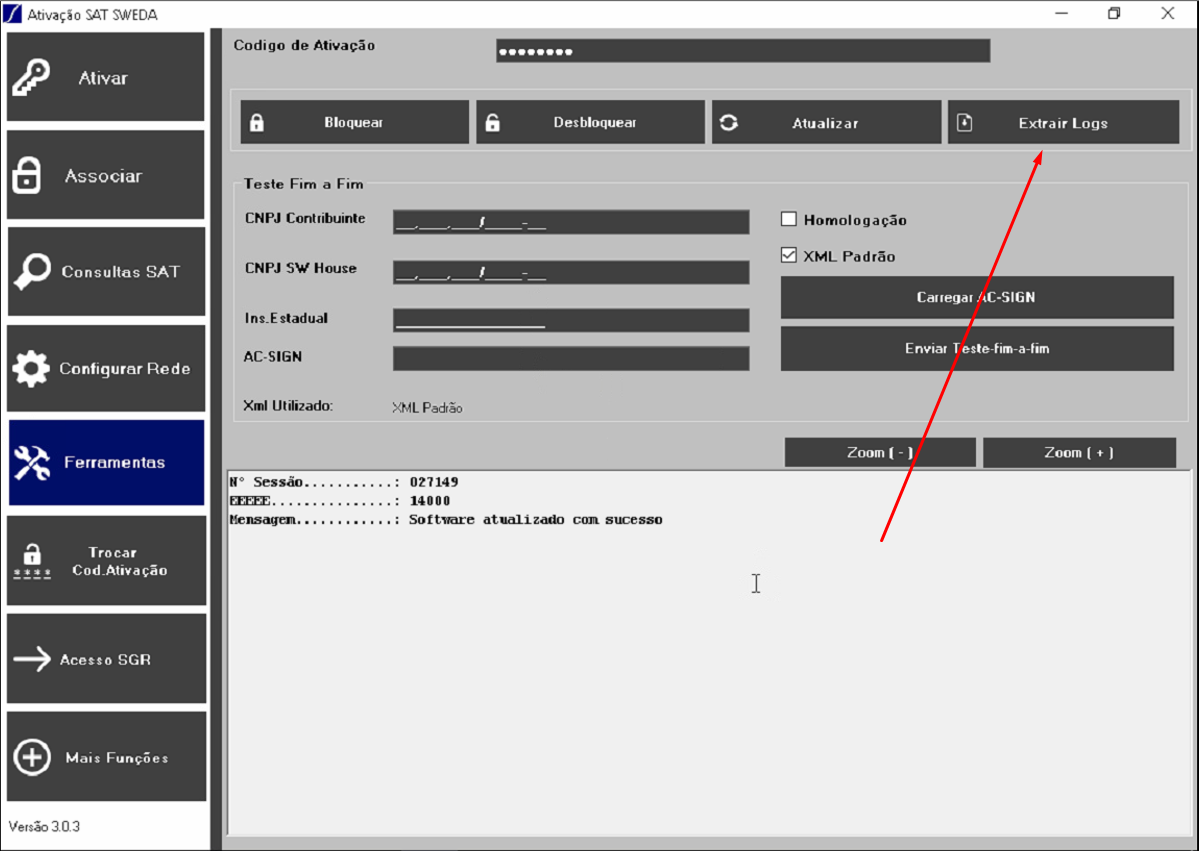 Ativação SAT SWEDA
Ativar
Associar
Consultas SAT
Configurar Rede
Ferramentas
Trocar
Cod.Ativação
Acesso SGR
Mais Funções
Versão 3.0.3
Codigo de Ativação
••••••••
Bloquear
Desbloquear
Atualizar
Extrair Logs
Teste Fim a Fim
CNPJ Contribuinte
__.___.___/____-__
CNPJ SW House
__.___.___/____-__
Ins.Estadual
AC-SIGN
Xml Utilizado: XML Padrão
Homologação
XML Padrão
Carregar AC-SIGN
Enviar Teste-fim-a-fim
Zoom ( - )
Zoom ( + )
N° Sessão...........: 027149
EEEEE...............: 14000
Mensagem............: Software atualizado com sucesso